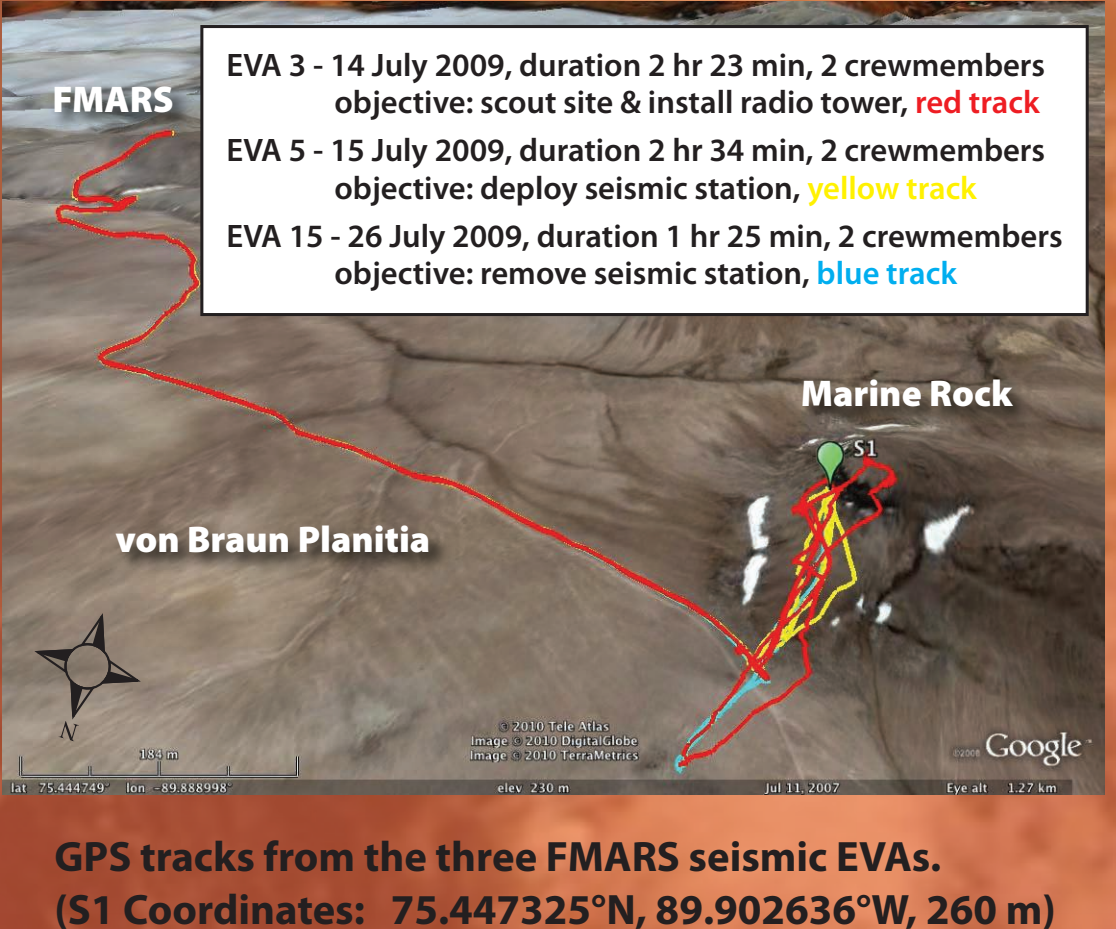 EVA 3 - 14 July 2009, duration 2 hr 23 min, 2 crewmembers
objective: scout site & install radio tower, red track
EVA 5 - 15 July 2009, duration 2 hr 34 min, 2 crewmembers
objective: deploy seismic station, yellow track
EVA 15 - 26 July 2009, duration 1 hr 25 min, 2 crewmembers
objective: remove seismic station, blue track
FMARS
Marine Rock
S1
von Braun Planitia
N
184 m
© 2010 Tele Atlas
Image © 2010 DigitalGlobe
Image © 2010 TerraMetrics
Google
lat 75.444749° lon -89.888998° elev 230 m Jul 11, 2007 Eye alt 1.27 km
GPS tracks from the three FMARS seismic EVAs.
(S1 Coordinates: 75.447325°N, 89.902636°W, 260 m)